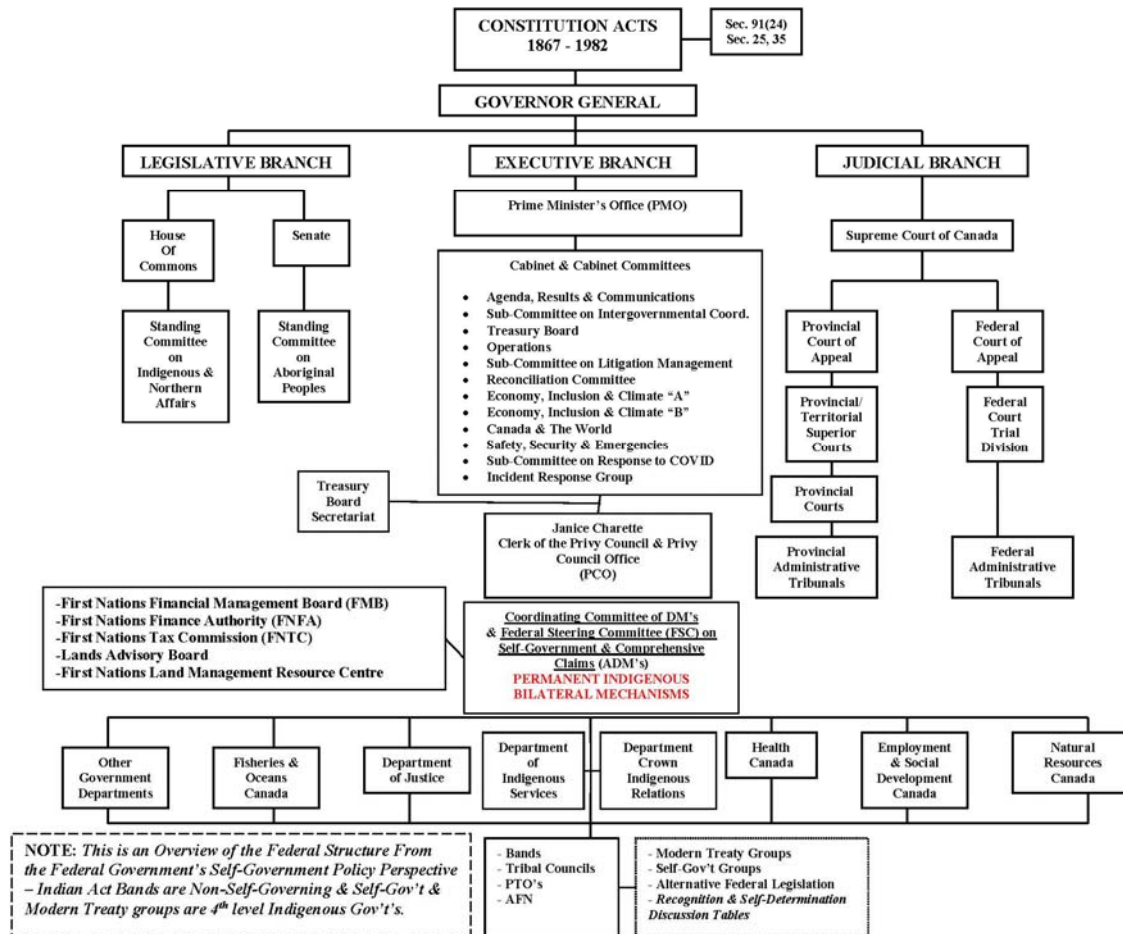 CONSTITUTION ACTS
1867 - 1982
Sec. 91(24)
Sec. 25, 35
GOVERNOR GENERAL
LEGISLATIVE BRANCH
EXECUTIVE BRANCH
JUDICIAL BRANCH
House
Of
Commons
Senate
Prime Minister's Office (PMO)
Supreme Court of Canada
Standing
Committee
on
Indigenous &
Northern
Affairs
Standing
Committee
on
Aboriginal
Peoples
Cabinet & Cabinet Committees
• Agenda, Results & Communications
• Sub-Committee on Intergovernmental Coord.
• Treasury Board
• Operations
• Sub-Committee on Litigation Management
• Reconciliation Committee
• Economy, Inclusion & Climate "A"
• Economy, Inclusion & Climate "B"
• Canada & The World
• Safety, Security & Emergencies
• Sub-Committee on Response to COVID
• Incident Response Group
Provincial
Court of
Appeal
Federal
Court of
Appeal
Provincial/
Territorial
Superior
Courts
Federal
Court
Trial
Division
Provincial
Courts
Provincial
Administrative
Tribunals
Federal
Administrative
Tribunals
Treasury
Board
Secretariat
Janice Charette
Clerk of the Privy Council & Privy
Council Office
(PCO)
-First Nations Financial Management Board (FMB)
-First Nations Finance Authority (FNFA)
-First Nations Tax Commission (FNTC)
-Lands Advisory Board
-First Nations Land Management Resource Centre
Coordinating Committee of DM's
& Federal Steering Committee (FSC) on
Self-Government & Comprehensive
Claims (ADM's)
PERMANENT INDIGENOUS
BILATERAL MECHANISMS
Other
Government
Departments
Fisheries &
Oceans
Canada
Department
of Justice
Department
of
Indigenous
Services
Department
Crown
Indigenous
Relations
Health
Canada
Employment
& Social
Development
Canada
Natural
Resources
Canada
NOTE: This is an Overview of the Federal Structure From
the Federal Government's Self-Government Policy Perspective
– Indian Act Bands are Non-Self-Governing & Self-Gov't &
Modern Treaty groups are 4th level Indigenous Gov't's.
- Bands
- Tribal Councils
- PTO's
- AFN
- Modern Treaty Groups
- Self-Gov't Groups
- Alternative Federal Legislation
- Recognition & Self-Determination
Discussion Tables